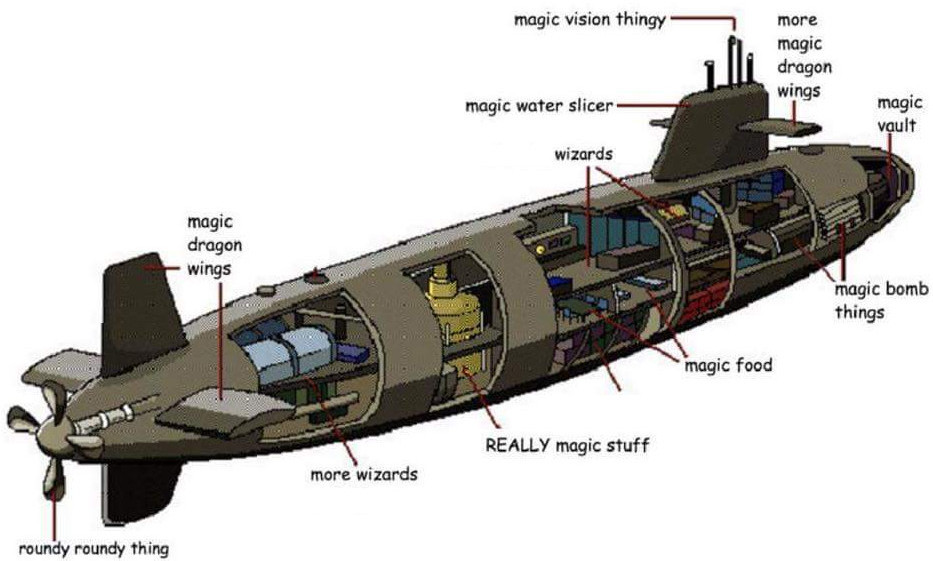 magic vision thingy
more
magic
dragon
wings
magic water slicer
magic
vault
wizards
magic
dragon
wings
magic bomb
things
magic food
REALLY magic stuff
more wizards
roundy roundy thing